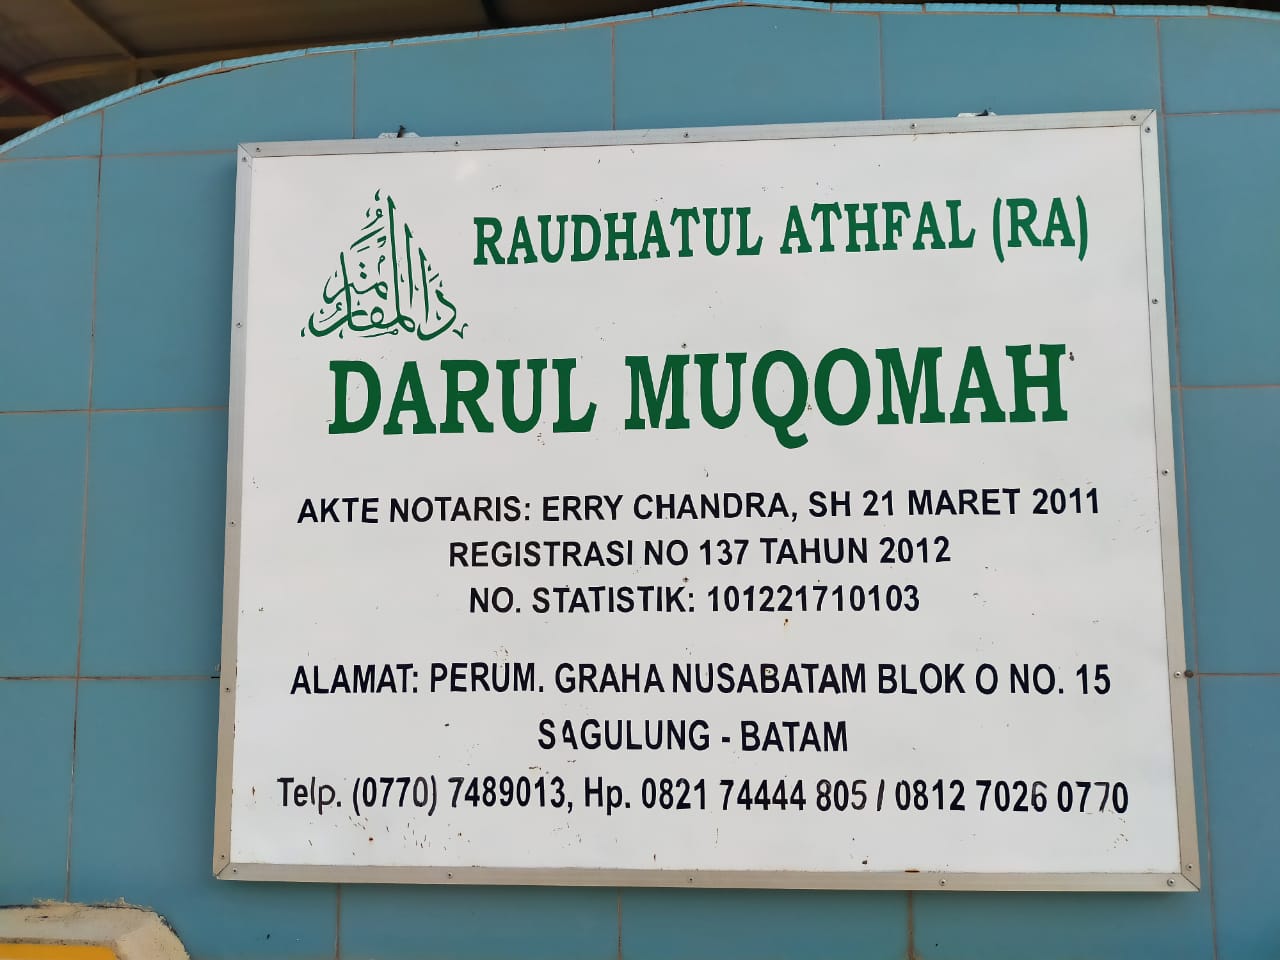 RAUDHATUL ATHFAL (RA)
دار المقامة
DARUL MUQOMAH
AKTE NOTARIS: ERRY CHANDRA, SH 21 MARET 2011
REGISTRASI NO 137 TAHUN 2012
NO. STATISTIK: 101221710103
ALAMAT: PERUM. GRAHA NUSABATAM BLOK O NO. 15
SAGULUNG - BATAM
Telp. (0770) 7489013, Hp. 0821 74444 805 / 0812 7026 0770